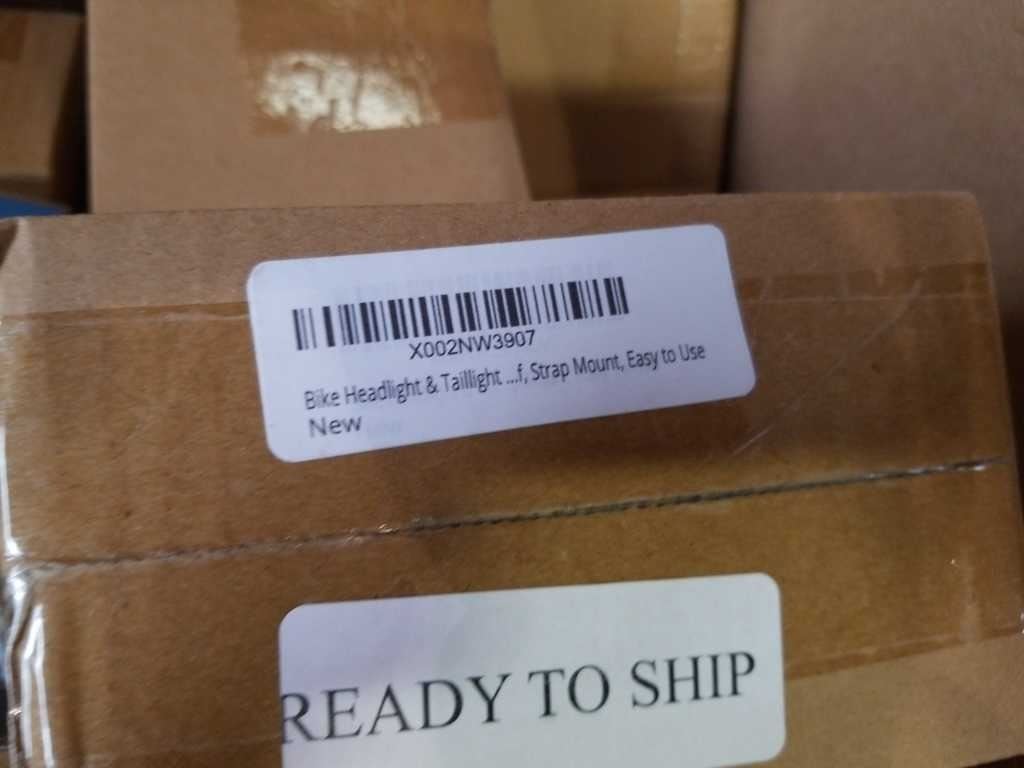 X002NW3907
Bike Headlight & Taillight ...f, Strap Mount, Easy to Use
New
READY TO SHIP